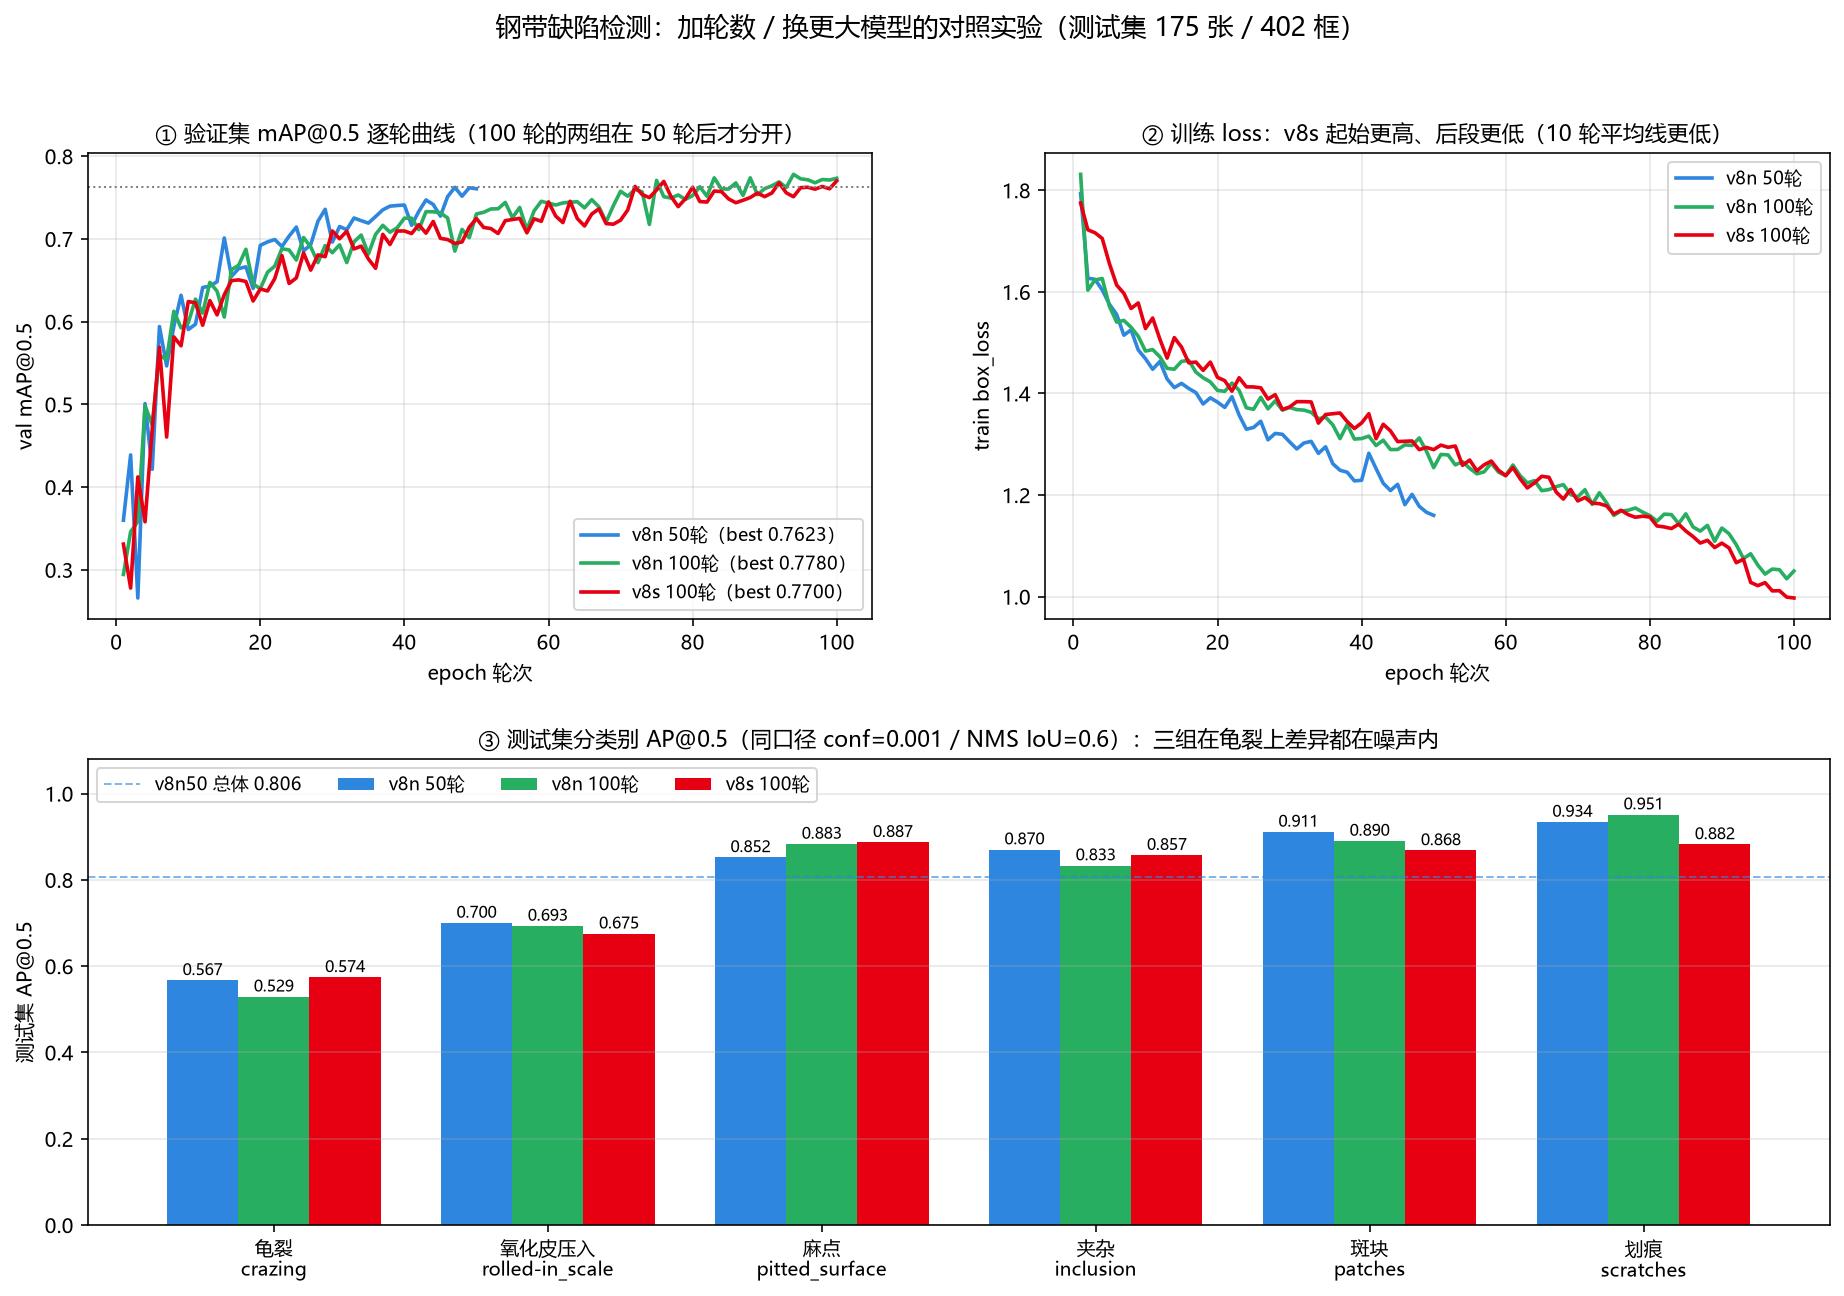 钢带缺陷检测：加轮数 / 换更大模型的对照实验（测试集 175 张 / 402 框）
① 验证集 mAP@0.5 逐轮曲线（100 轮的两组在 50 轮后才分开）
val mAP@0.5
0.8
0.7
0.6
0.5
0.4
0.3
v8n 50轮（best 0.7623）
v8n 100轮（best 0.7780）
v8s 100轮（best 0.7700）
0 20 40 60 80 100
epoch 轮次
② 训练 loss：v8s 起始更高、后段更低（10 轮平均线更低）
train box_loss
1.8
1.6
1.4
1.2
1.0
v8n 50轮
v8n 100轮
v8s 100轮
0 20 40 60 80 100
epoch 轮次
③ 测试集分类别 AP@0.5（同口径 conf=0.001 / NMS IoU=0.6）：三组在龟裂上差异都在噪声内
测试集 AP@0.5
1.0
0.8
0.6
0.4
0.2
0.0
v8n50 总体 0.806 v8n 50轮 v8n 100轮 v8s 100轮
0.567 0.529 0.574
0.700 0.693 0.675
0.852 0.883 0.887
0.870 0.833 0.857
0.911 0.890 0.868
0.934 0.951 0.882
龟裂
crazing
氧化皮压入
rolled-in_scale
麻点
pitted_surface
夹杂
inclusion
斑块
patches
划痕
scratches